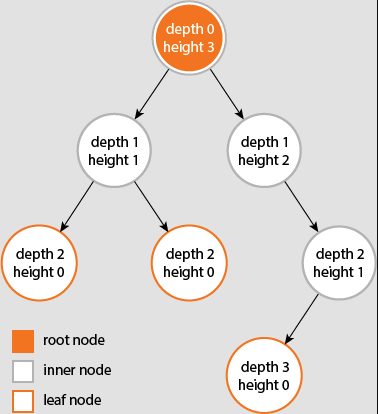 depth 0
height 3
depth 1
height 1
depth 1
height 2
depth 2
height 0
depth 2
height 0
depth 2
height 1
depth 3
height 0
root node
inner node
leaf node